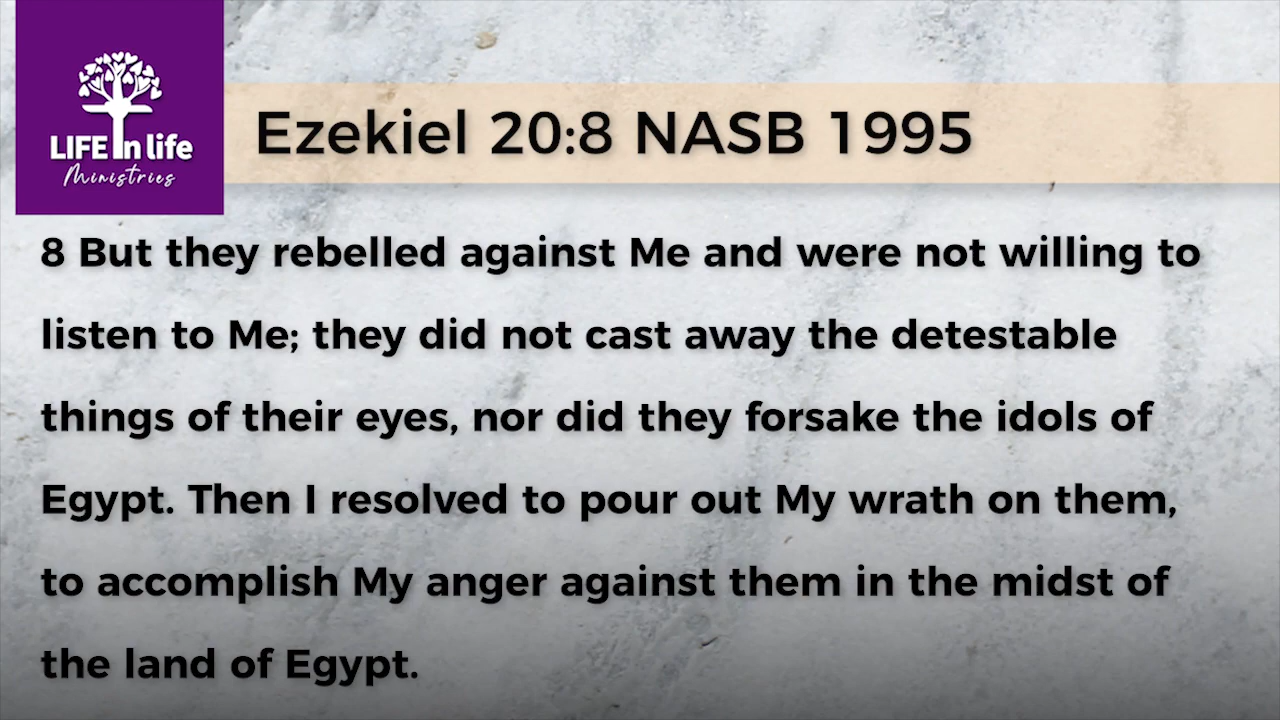 LIFE in life
Ministries
Ezekiel 20:8 NASB 1995
8 But they rebelled against Me and were not willing to
listen to Me; they did not cast away the detestable
things of their eyes, nor did they forsake the idols of
Egypt. Then I resolved to pour out My wrath on them,
to accomplish My anger against them in the midst of
the land of Egypt.